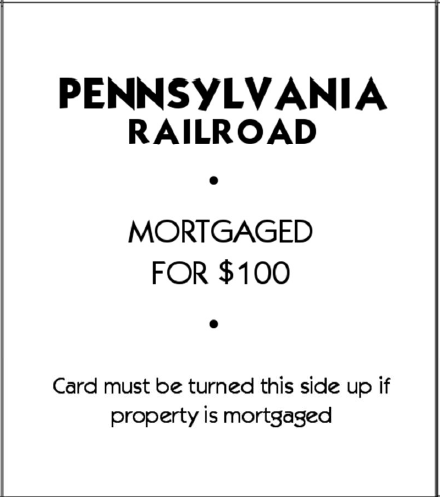 PENNSYLVANIA
RAILROAD
•
MORTGAGED
FOR $100
•
Card must be turned this side up if
property is mortgaged